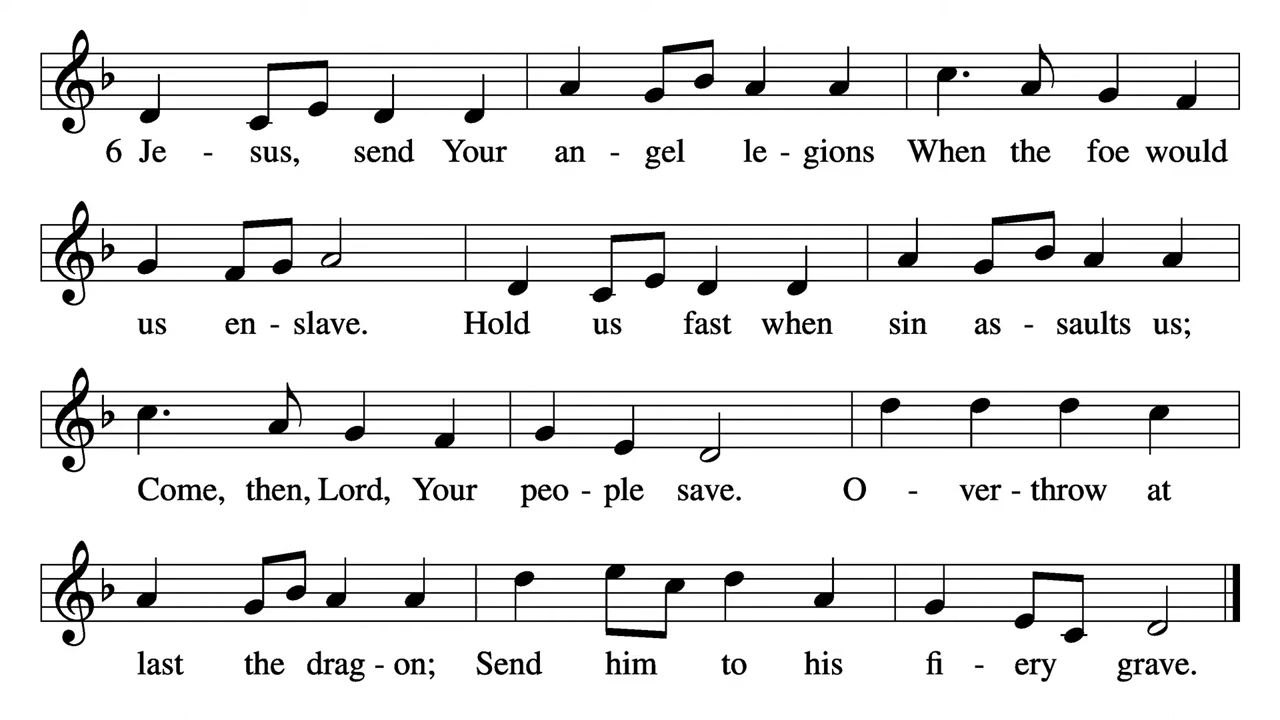 6 Je - sus, send Your an - gel le - gions When the foe would
us en - slave. Hold us fast when sin as - saults us;
Come, then, Lord, Your peo - ple save. O - ver - throw at
last the drag - on; Send him to his fi - ery grave.